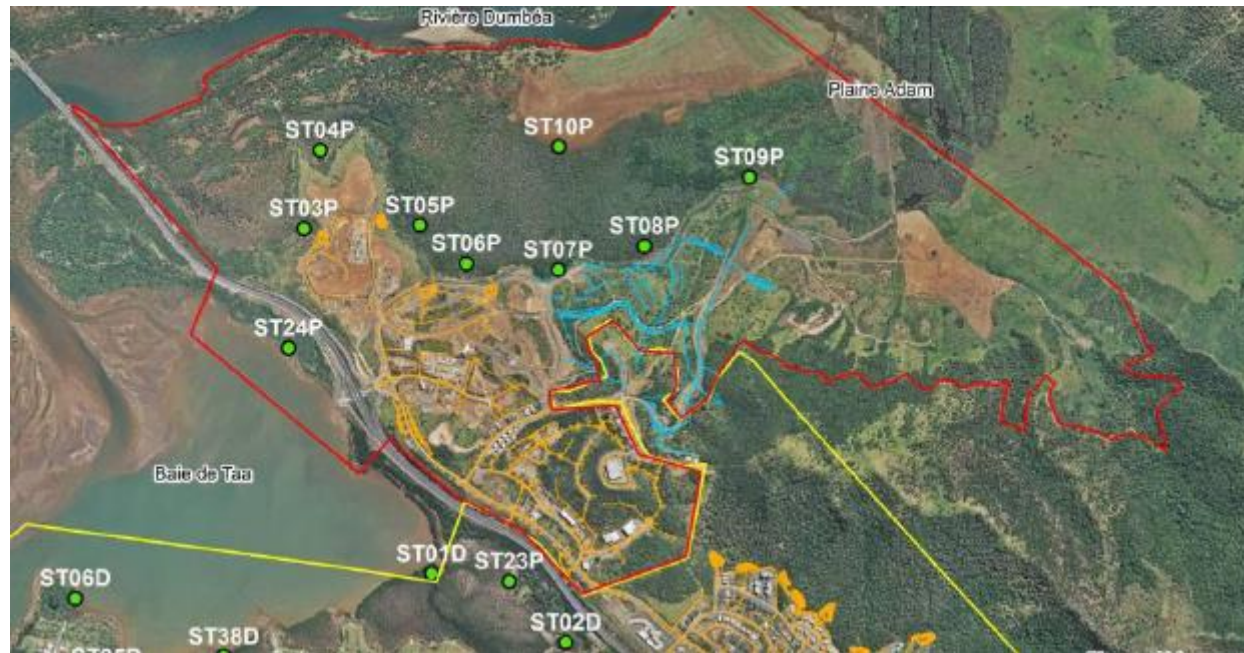 Rivière Dumbéa
Plaine Adam
ST10P
ST04P
ST09P
ST03P
ST05P
ST08P
ST06P
ST07P
ST24P
Baie de Taa
ST01D
ST23P
ST06D
ST38D
ST02D